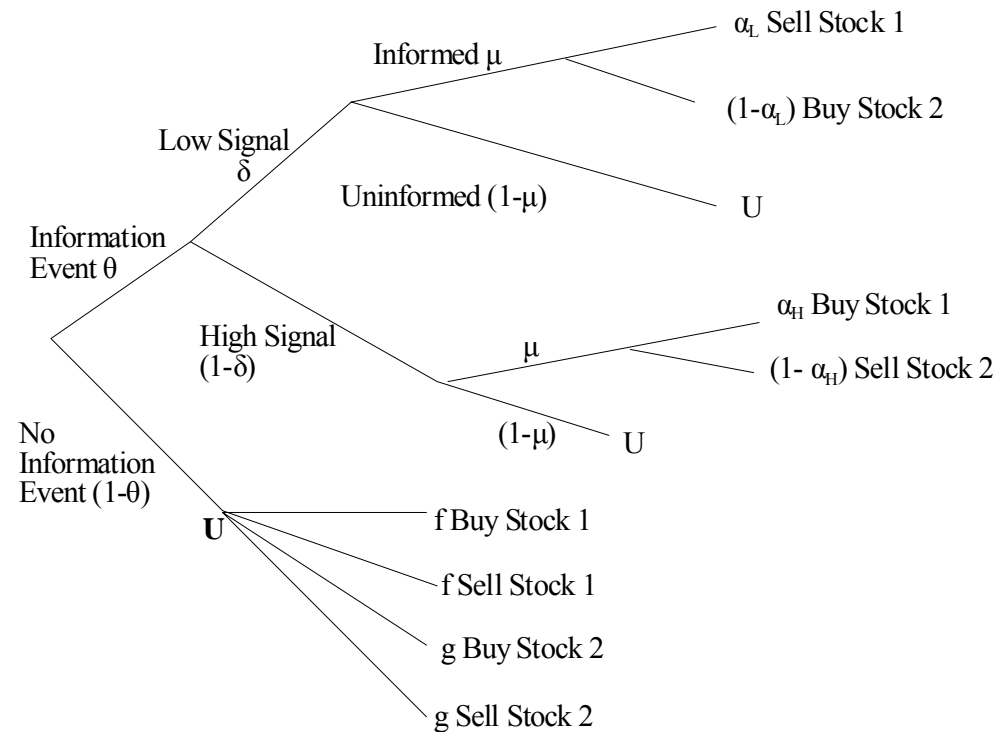 α_L Sell Stock 1
Informed μ
(1-α_L) Buy Stock 2
Low Signal
δ
Uninformed (1-μ)
U
Information
Event θ
α_H Buy Stock 1
High Signal
(1-δ)
μ
(1- α_H) Sell Stock 2
(1-μ)
U
No
Information
Event (1-θ)
U
f Buy Stock 1
f Sell Stock 1
g Buy Stock 2
g Sell Stock 2